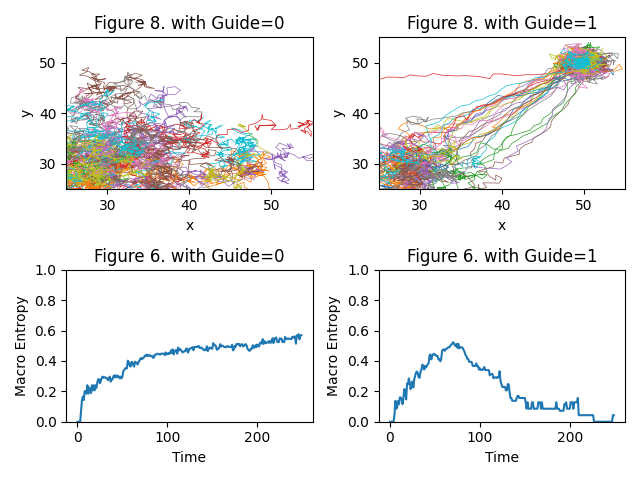 Figure 8. with Guide=0
50
40
30
y
30
40
50
x
Figure 8. with Guide=1
50
40
30
y
30
40
50
x
Figure 6. with Guide=0
1.0
0.8
0.6
0.4
0.2
0.0
Macro Entropy
0
100
200
Time
Figure 6. with Guide=1
1.0
0.8
0.6
0.4
0.2
0.0
Macro Entropy
0
100
200
Time